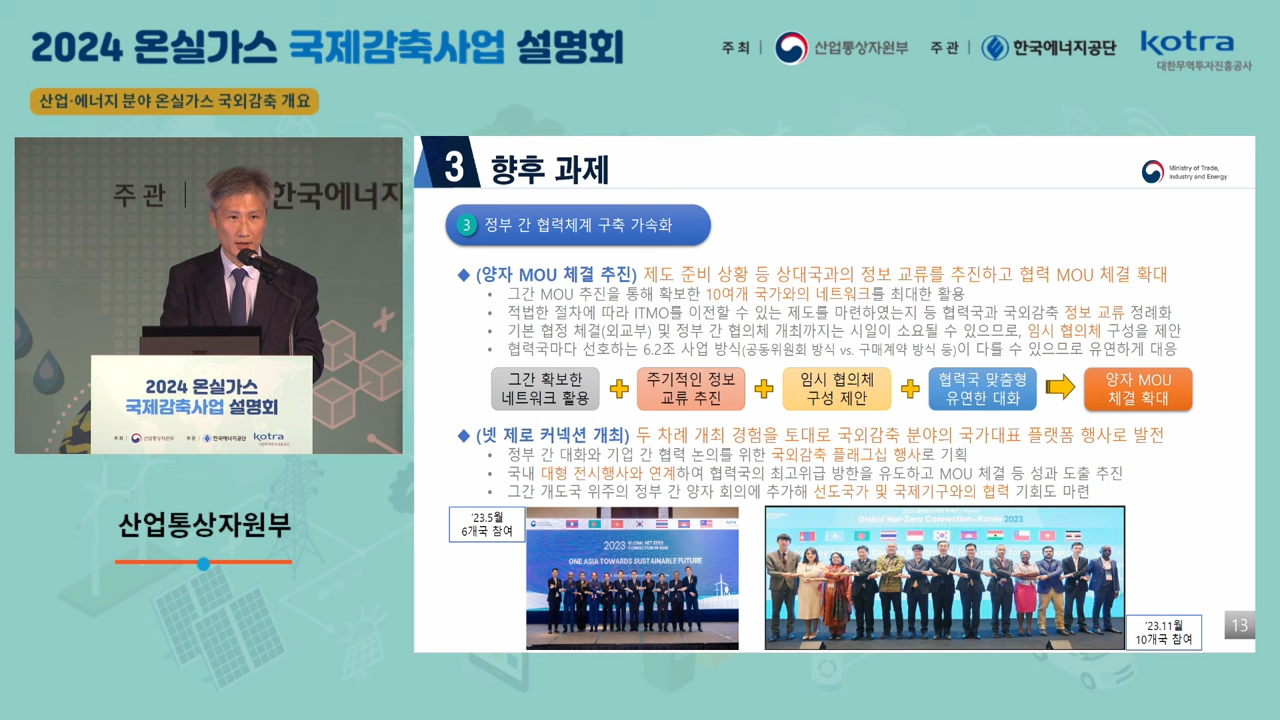 2024 온실가스 국제감축사업 설명회
주최 | 산업통상자원부 주관 | 한국에너지공단 kotra
대한무역투자진흥공사
산업·에너지 분야 온실가스 국외감축 개요
주관 | 한국에너지
2024 온실가스
국제감축사업 설명회
주최 | 산업통상자원부 주관 | 한국에너지공단 kotra
산업통상자원부
3 향후 과제
Ministry of Trade,
Industry and Energy
3 정부 간 협력체계 구축 가속화
◆ (양자 MOU 체결 추진) 제도 준비 상황 등 상대국과의 정보 교류를 추진하고 협력 MOU 체결 확대
• 그간 MOU 추진을 통해 확보한 10여개 국가와의 네트워크를 최대한 활용
• 적법한 절차에 따라 ITMO를 이전할 수 있는 제도를 마련하였는지 등 협력국과 국외감축 정보 교류 정례화
• 기본 협정 체결(외교부) 및 정부 간 협의체 개최까지는 시일이 소요될 수 있으므로, 임시 협의체 구성을 제안
• 협력국마다 선호하는 6.2조 사업 방식(공동위원회 방식 vs. 구매계약 방식 등)이 다를 수 있으므로 유연하게 대응
그간 확보한
네트워크 활용
주기적인 정보
교류 추진
임시 협의체
구성 제안
협력국 맞춤형
유연한 대화
양자 MOU
체결 확대
◆ (넷 제로 커넥션 개최) 두 차례 개최 경험을 토대로 국외감축 분야의 국가대표 플랫폼 행사로 발전
• 정부 간 대화와 기업 간 협력 논의를 위한 국외감축 플래그십 행사로 기획
• 국내 대형 전시행사와 연계하여 협력국의 최고위급 방한을 유도하고 MOU 체결 등 성과 도출 추진
• 그간 개도국 위주의 정부 간 양자 회의에 추가해 선도국가 및 국제기구와의 협력 기회도 마련
'23.5월
6개국 참여
2023 GLOBAL NET ZERO
CONNECTION ASIA
ONE ASIA TOWARDS SUSTAINABLE FUTURE
Global Net-Zero Connection Korea 2023
'23.11월
10개국 참여
13